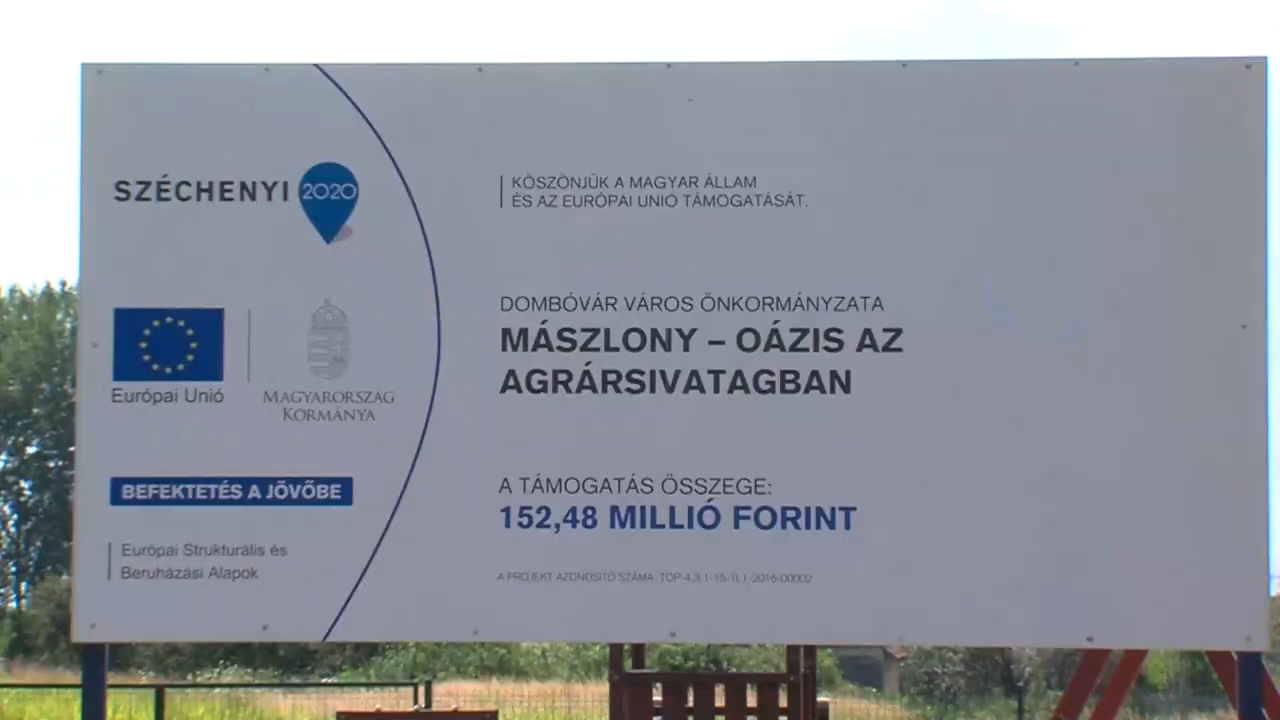 SZÉCHENYI 2020
KÖSZÖNJÜK A MAGYAR ÁLLAM
ÉS AZ EURÓPAI UNIÓ TÁMOGATÁSÁT.
Európai Unió
MAGYARORSZÁG
KORMÁNYA
DOMBÓVÁR VÁROS ÖNKORMÁNYZATA
MÁSZLONY – OÁZIS AZ
AGRÁRSIVATAGBAN
BEFEKTETÉS A JÖVŐBE
Európai Strukturális és
Beruházási Alapok
A TÁMOGATÁS ÖSSZEGE:
152,48 MILLIÓ FORINT
A PROJEKT AZONOSÍTÓ SZÁMA: TOP-4.3.1-15-TL1-2016-00002